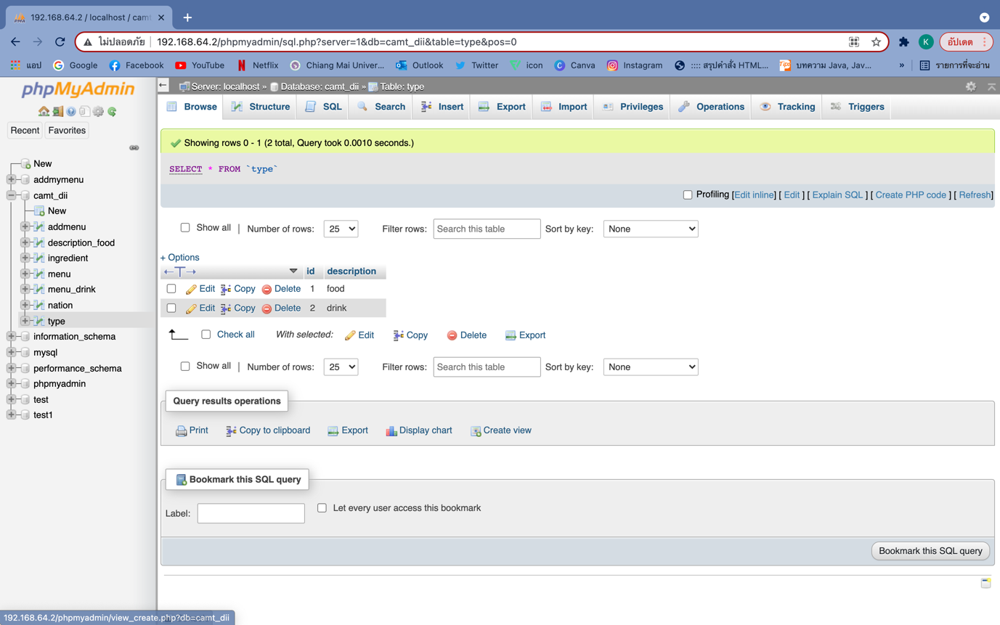 192.168.64.2 / localhost / camt
ไม่ปลอดภัย 192.168.64.2/phpmyadmin/sql.php?server=1&db=camt_dii&table=type&pos=0 K อัปเดต
แอป Google Facebook YouTube Netflix Chiang Mai Univer... Outlook Twitter icon Canva Instagram :::: สรุปคำสั่ง HTML... บทความ Java, Jav... » รายการที่จะอ่าน
phpMyAdmin
Recent Favorites
New
addmymenu
camt_dii
New
addmenu
description_food
ingredient
menu
menu_drink
nation
type
information_schema
mysql
performance_schema
phpmyadmin
test
test1
Server: localhost » Database: camt_dii » Table: type
Browse Structure SQL Search Insert Export Import Privileges Operations Tracking Triggers
Showing rows 0 - 1 (2 total, Query took 0.0010 seconds.)
SELECT * FROM `type`
Profiling [Edit inline] [ Edit ] [ Explain SQL ] [ Create PHP code ] [ Refresh]
Show all | Number of rows: 25 Filter rows: Search this table Sort by key: None
+ Options
←T→ id description
Edit Copy Delete 1 food
Edit Copy Delete 2 drink
Check all With selected: Edit Copy Delete Export
Show all | Number of rows: 25 Filter rows: Search this table Sort by key: None
Query results operations
Print Copy to clipboard Export Display chart Create view
Bookmark this SQL query
Label: Let every user access this bookmark
Bookmark this SQL query
192.168.64.2/phpmyadmin/view_create.php?db=camt_dii